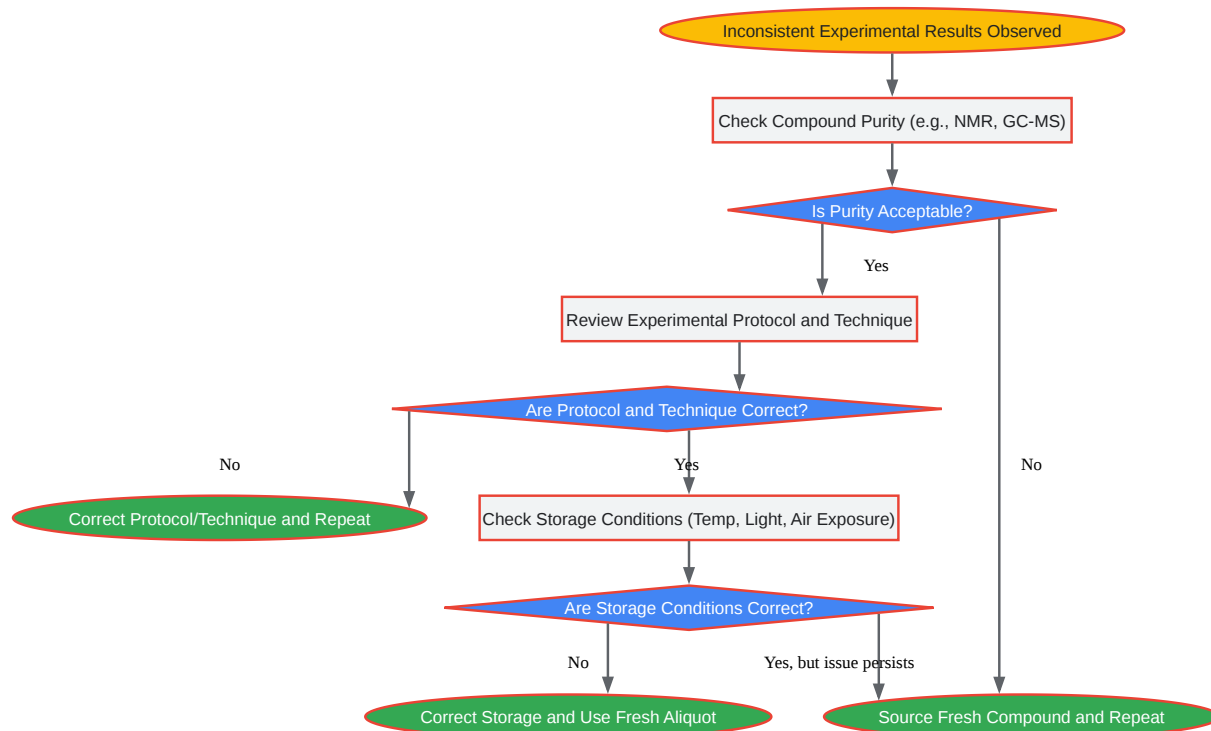 Inconsistent Experimental Results Observed
Check Compound Purity (e.g., NMR, GC-MS)
Is Purity Acceptable?
Yes
Review Experimental Protocol and Technique
Are Protocol and Technique Correct?
No
Yes
No
Correct Protocol/Technique and Repeat
Check Storage Conditions (Temp, Light, Air Exposure)
Are Storage Conditions Correct?
No
Yes, but issue persists
Correct Storage and Use Fresh Aliquot
Source Fresh Compound and Repeat